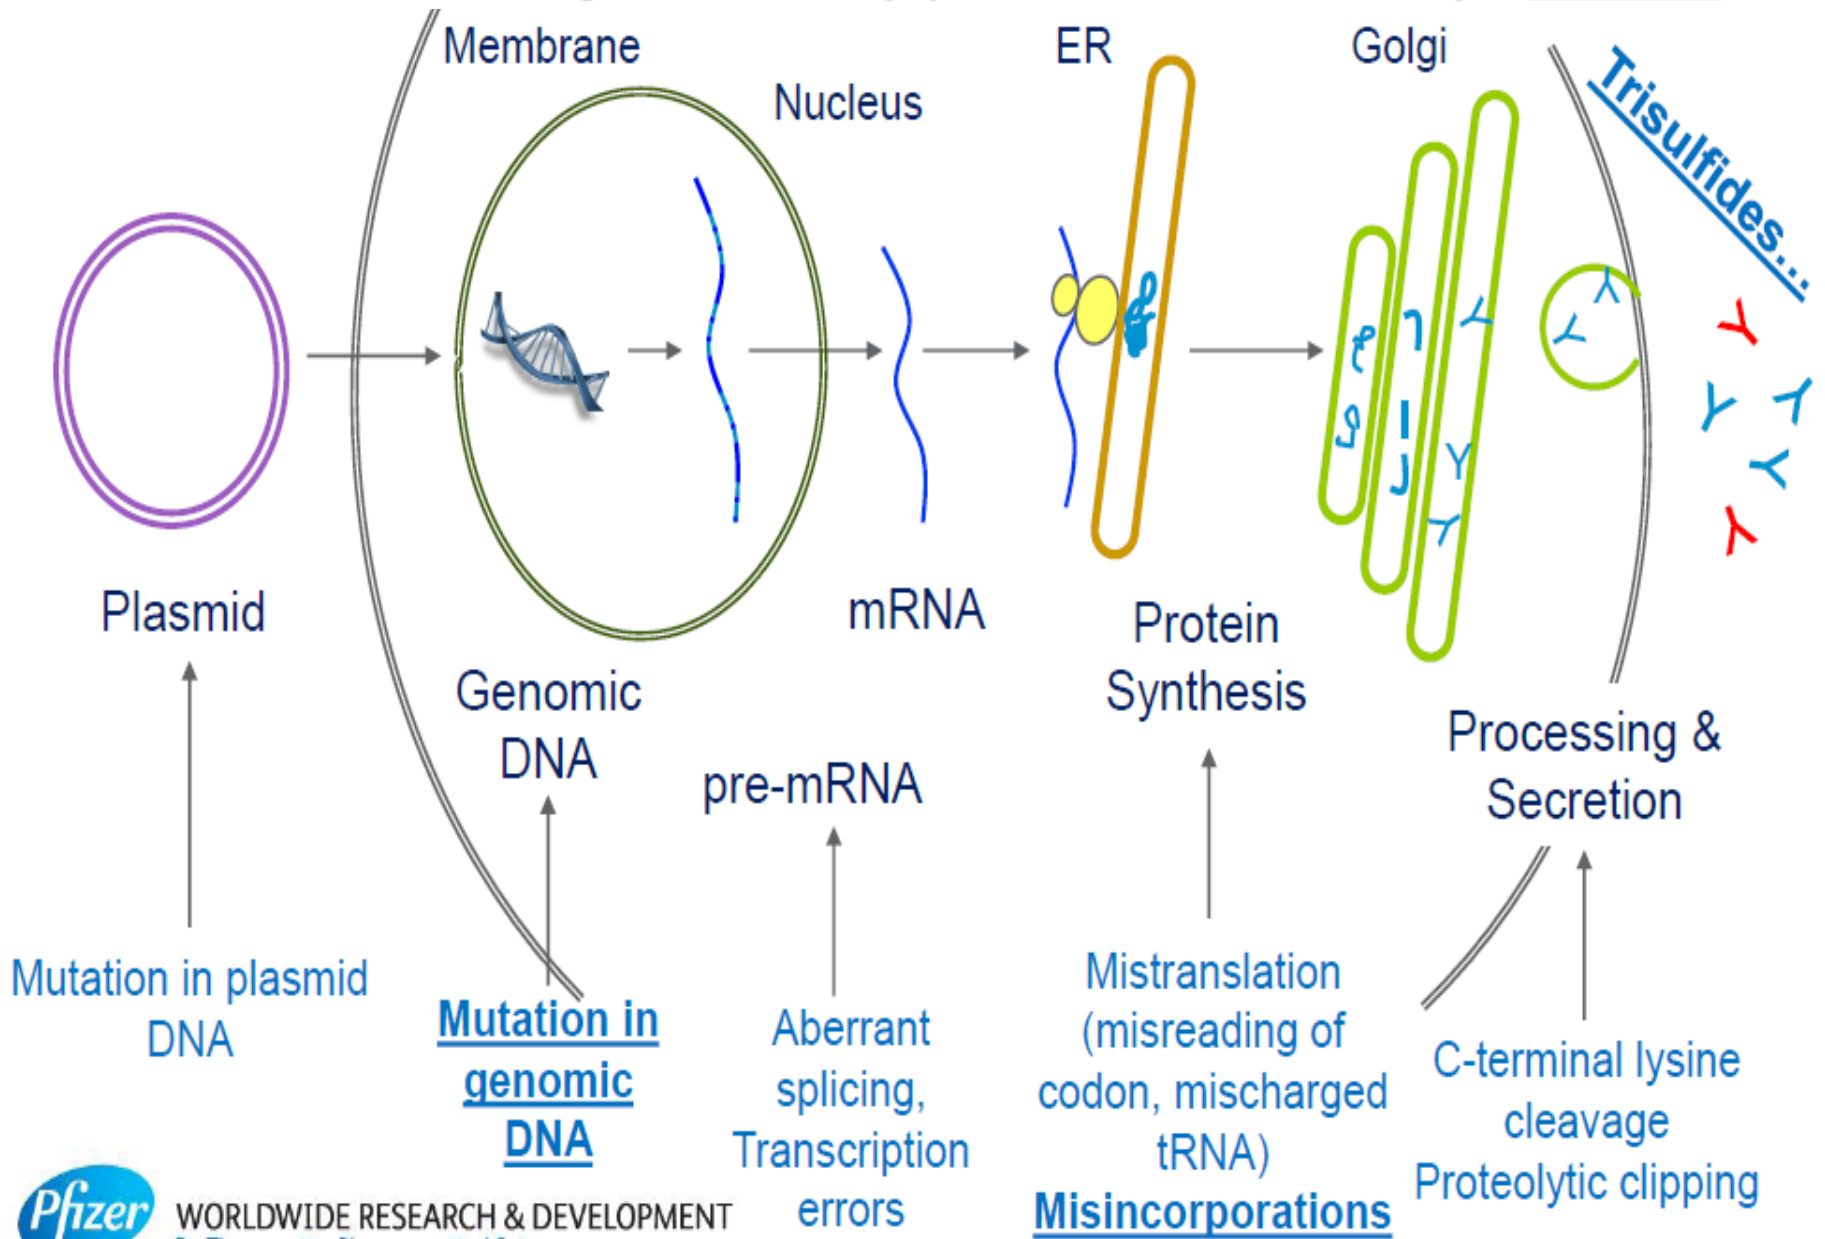 Membrane
Nucleus
ER
Golgi
Trisulfides...
Plasmid
Genomic
DNA
pre-mRNA
mRNA
Protein
Synthesis
Processing &
Secretion
Mutation in plasmid
DNA
Mutation in
genomic
DNA
Aberrant
splicing,
Transcription
errors
Mistranslation
(misreading of
codon, mischarged
tRNA)
Misincorporations
C-terminal lysine
cleavage
Proteolytic clipping
Pfizer
WORLDWIDE RESEARCH & DEVELOPMENT